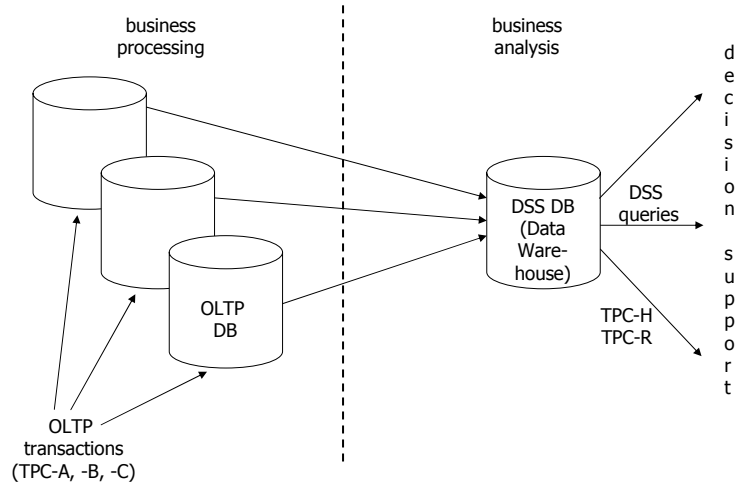 business
processing
business
analysis
OLTP
DB
OLTP
transactions
(TPC-A, -B, -C)
DSS DB
(Data
Ware-
house)
DSS
queries
TPC-H
TPC-R
d
e
c
i
s
i
o
n
s
u
p
p
o
r
t